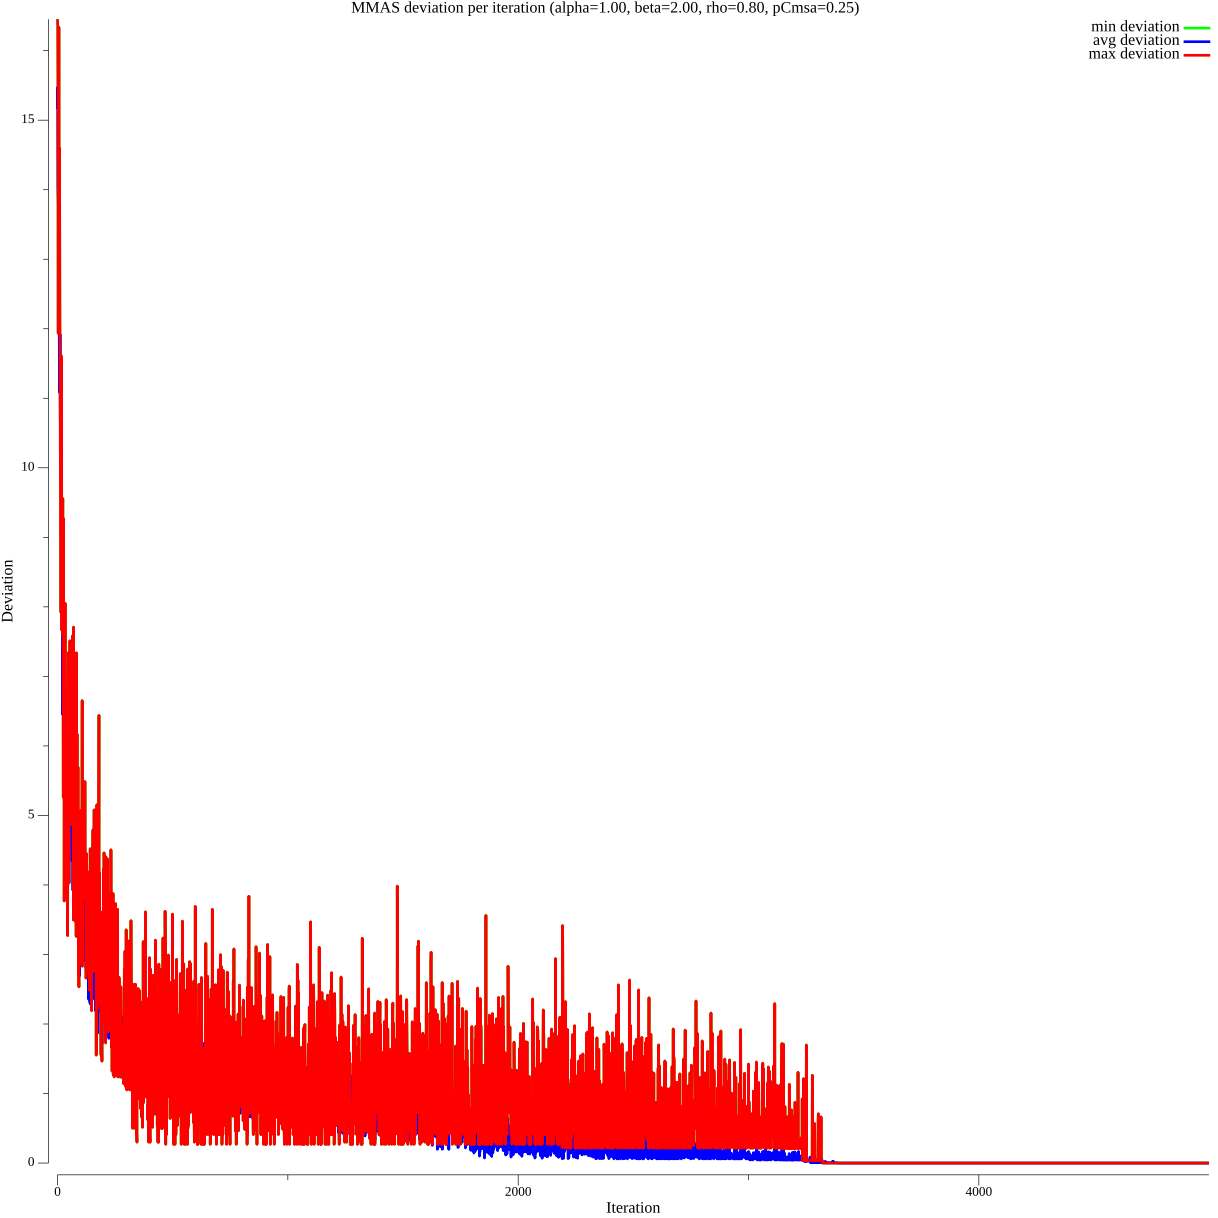 MMAS deviation per iteration (alpha=1.00, beta=2.00, rho=0.80, pCmsa=0.25)
min deviation
avg deviation
max deviation
15
10
5
0
Deviation
0
2000
4000
Iteration